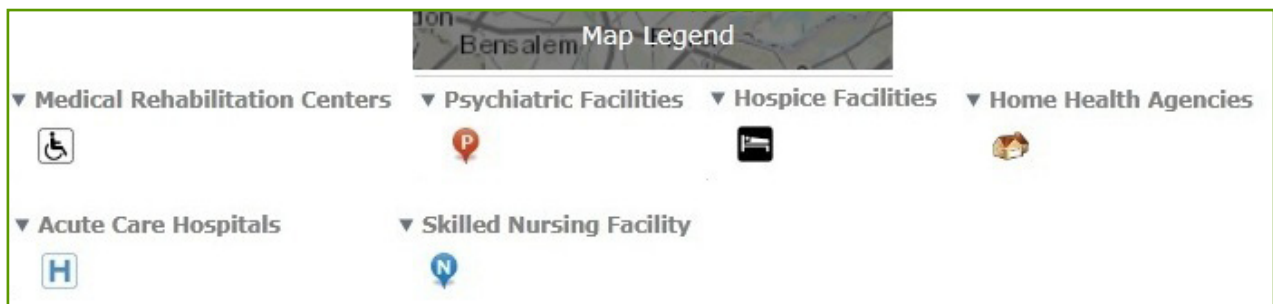 Bensalem
Map Legend
Medical Rehabilitation Centers
Psychiatric Facilities
Hospice Facilities
Home Health Agencies
P
Acute Care Hospitals
Skilled Nursing Facility
H
N